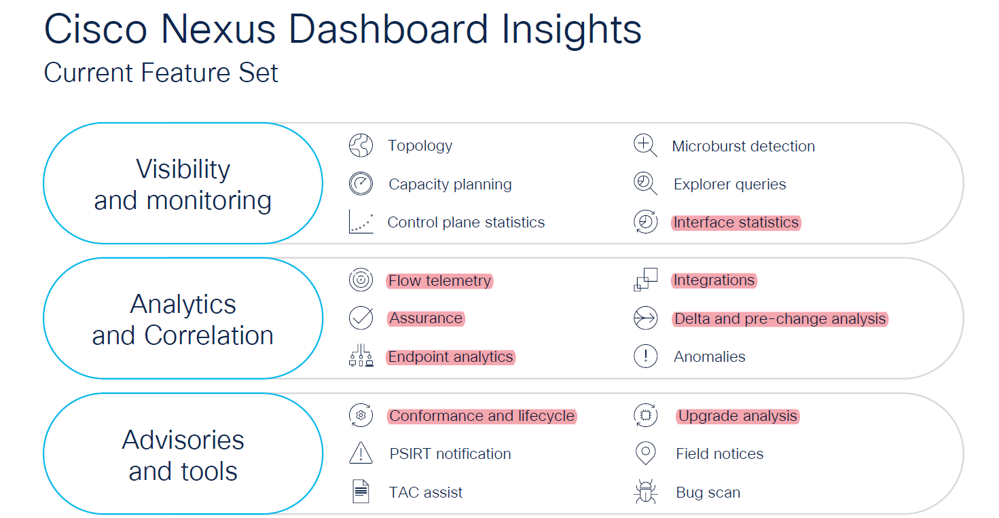 Cisco Nexus Dashboard Insights
Current Feature Set
Visibility
and monitoring
Topology
Microburst detection
Capacity planning
Explorer queries
Control plane statistics
Interface statistics
Analytics
and Correlation
Flow telemetry
Integrations
Assurance
Delta and pre-change analysis
Endpoint analytics
Anomalies
Advisories
and tools
Conformance and lifecycle
Upgrade analysis
PSIRT notification
Field notices
TAC assist
Bug scan